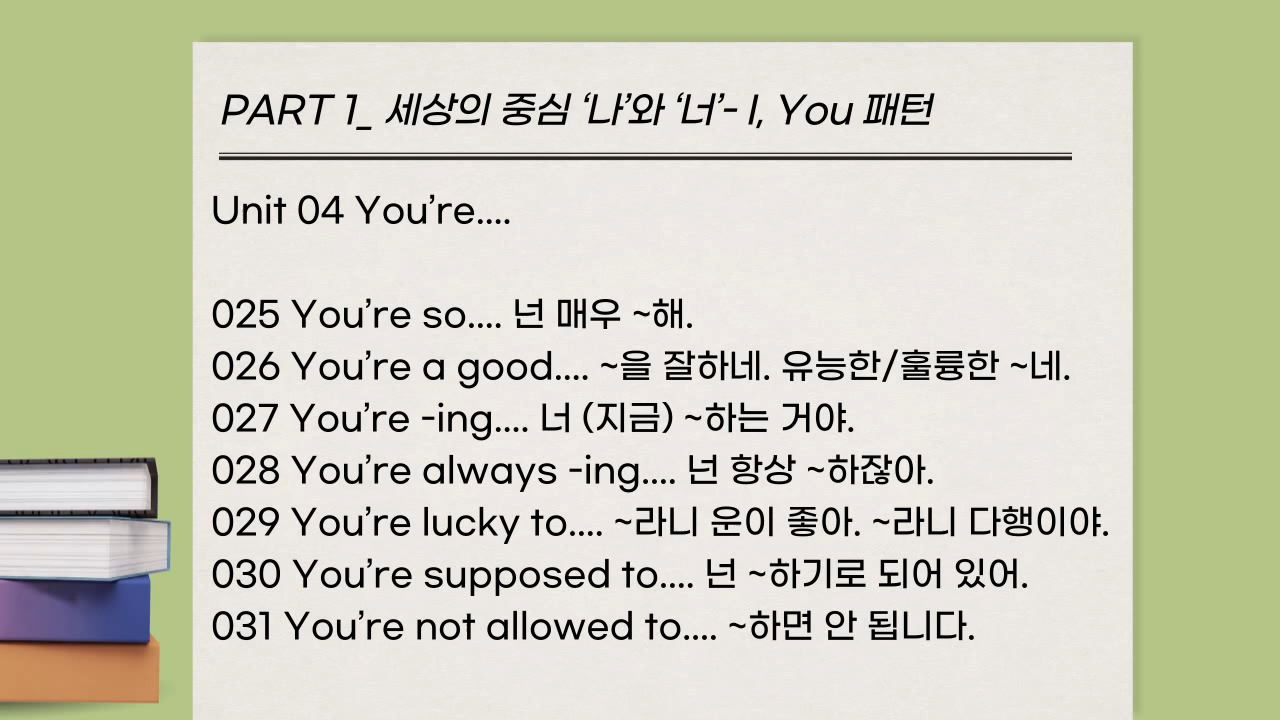 PART 1_ 세상의 중심 ‘나’와 ‘너’- I, You 패턴
Unit 04 You’re....
025 You’re so.... 넌 매우 ~해.
026 You’re a good.... ~을 잘하네. 유능한/훌륭한 ~네.
027 You’re -ing.... 너 (지금) ~하는 거야.
028 You’re always -ing.... 넌 항상 ~하잖아.
029 You’re lucky to.... ~라니 운이 좋아. ~라니 다행이야.
030 You’re supposed to.... 넌 ~하기로 되어 있어.
031 You’re not allowed to.... ~하면 안 됩니다.